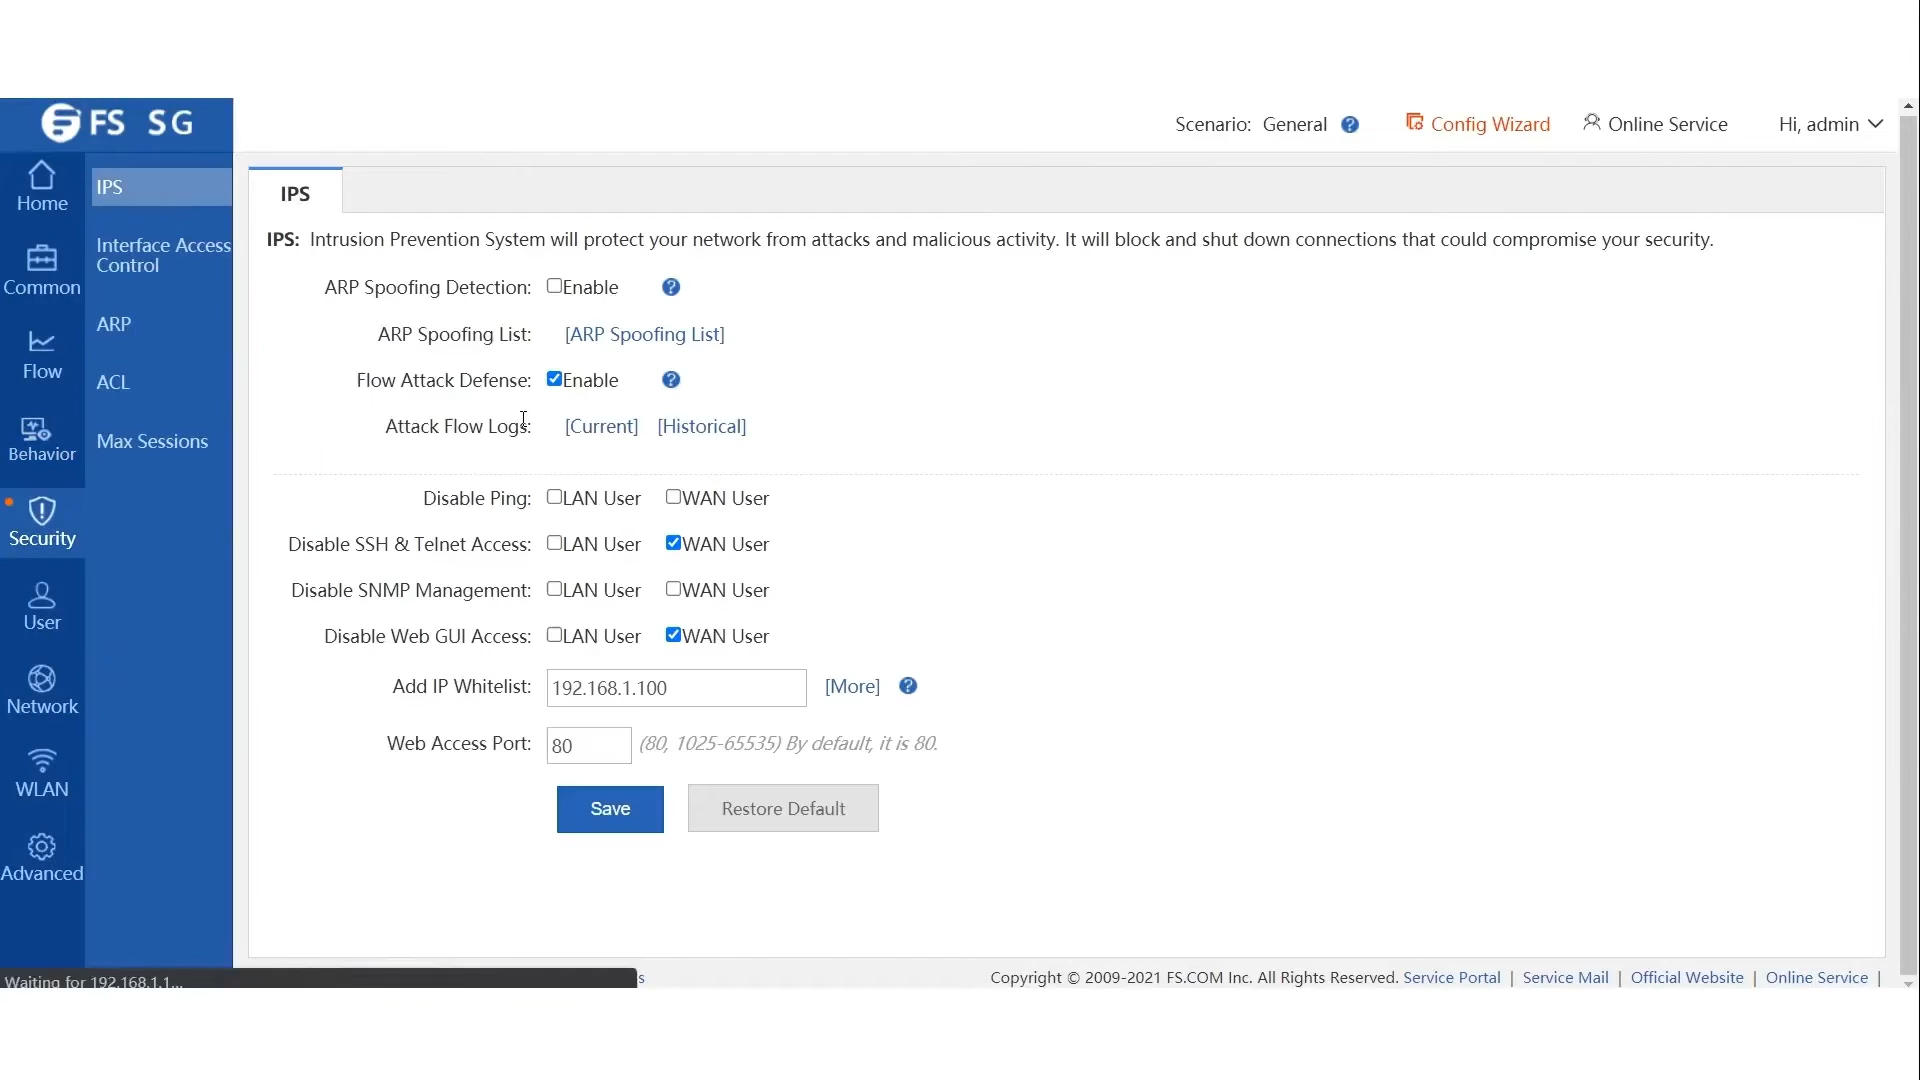 FS SG
Scenario: General
Config Wizard
Online Service
Hi, admin
Home
Common
Flow
Behavior
Security
User
Network
WLAN
Advanced
IPS
Interface Access
Control
ARP
ACL
Max Sessions
IPS
IPS: Intrusion Prevention System will protect your network from attacks and malicious activity. It will block and shut down connections that could compromise your security.
ARP Spoofing Detection: Enable
ARP Spoofing List: [ARP Spoofing List]
Flow Attack Defense: Enable
Attack Flow Logs: [Current] [Historical]
Disable Ping: LAN User WAN User
Disable SSH & Telnet Access: LAN User WAN User
Disable SNMP Management: LAN User WAN User
Disable Web GUI Access: LAN User WAN User
Add IP Whitelist: 192.168.1.100 [More]
Web Access Port: 80 (80, 1025-65535) By default, it is 80.
Save Restore Default
Waiting for 192.168.1.1...
s
Copyright © 2009-2021 FS.COM Inc. All Rights Reserved. Service Portal | Service Mail | Official Website | Online Service |